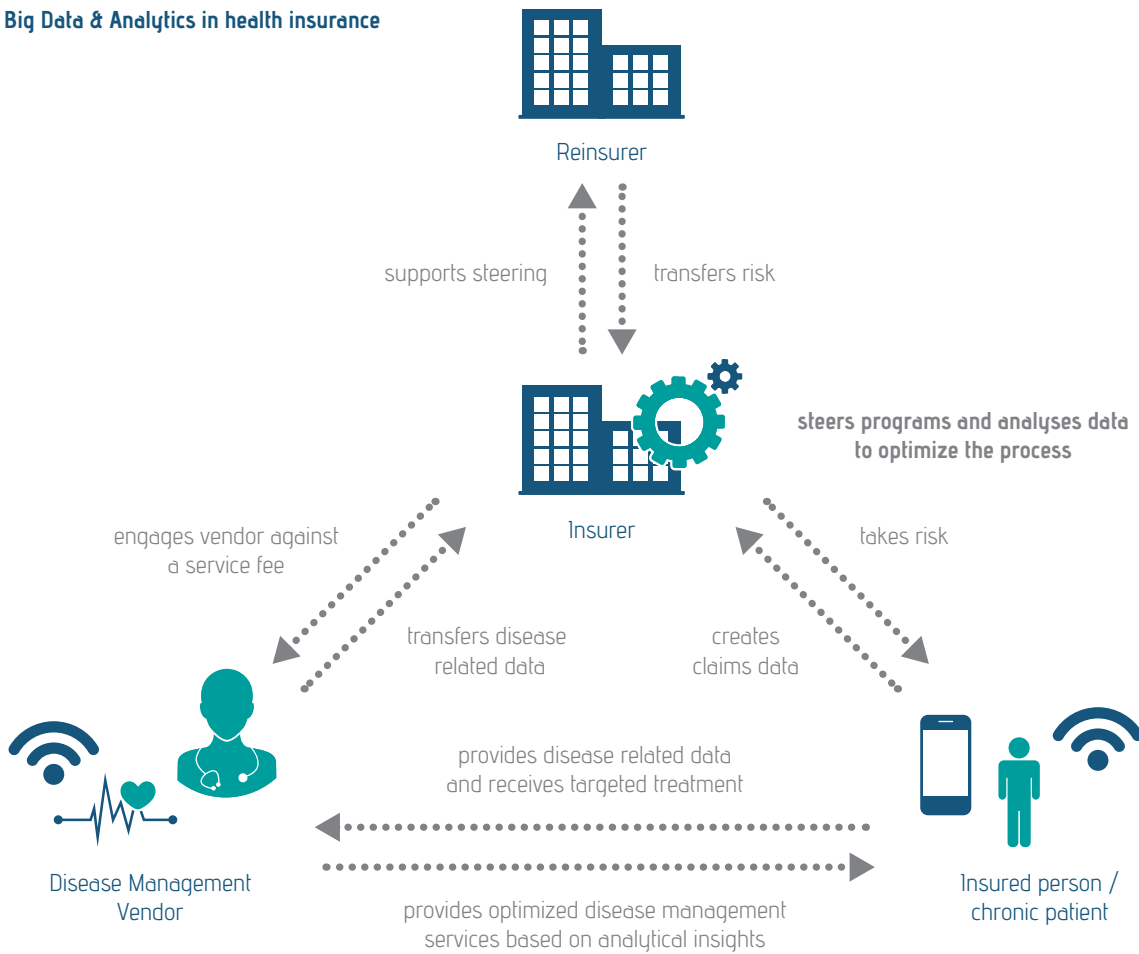 Big Data & Analytics in health insurance
Reinsurer
supports steering
transfers risk
steers programs and analyses data
to optimize the process
Insurer
engages vendor against
a service fee
takes risk
transfers disease
related data
creates
claims data
provides disease related data
and receives targeted treatment
Disease Management
Vendor
Insured person /
chronic patient
provides optimized disease management
services based on analytical insights